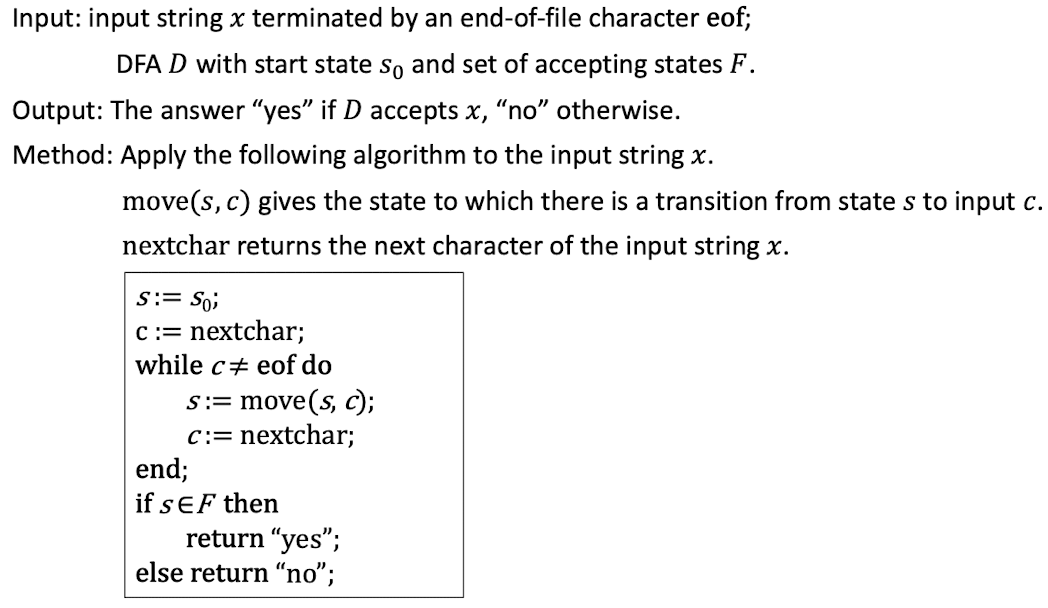 Input: input string x terminated by an end-of-file character eof;
DFA D with start state s₀ and set of accepting states F.
Output: The answer “yes” if D accepts x, “no” otherwise.
Method: Apply the following algorithm to the input string x.
move(s, c) gives the state to which there is a transition from state s to input c.
nextchar returns the next character of the input string x.
s:= s₀;
c := nextchar;
while c≠ eof do
s:= move(s, c);
c:= nextchar;
end;
if s∈F then
return “yes”;
else return “no”;